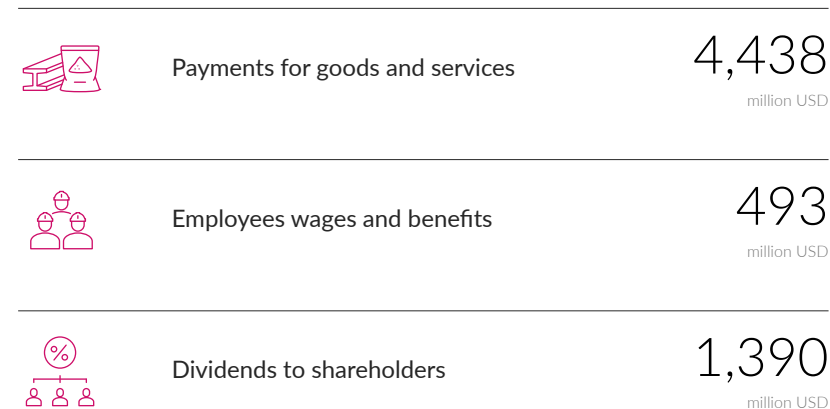 Payments for goods and services
4,438
million USD
Employees wages and benefits
493
million USD
%
Dividends to shareholders
1,390
million USD